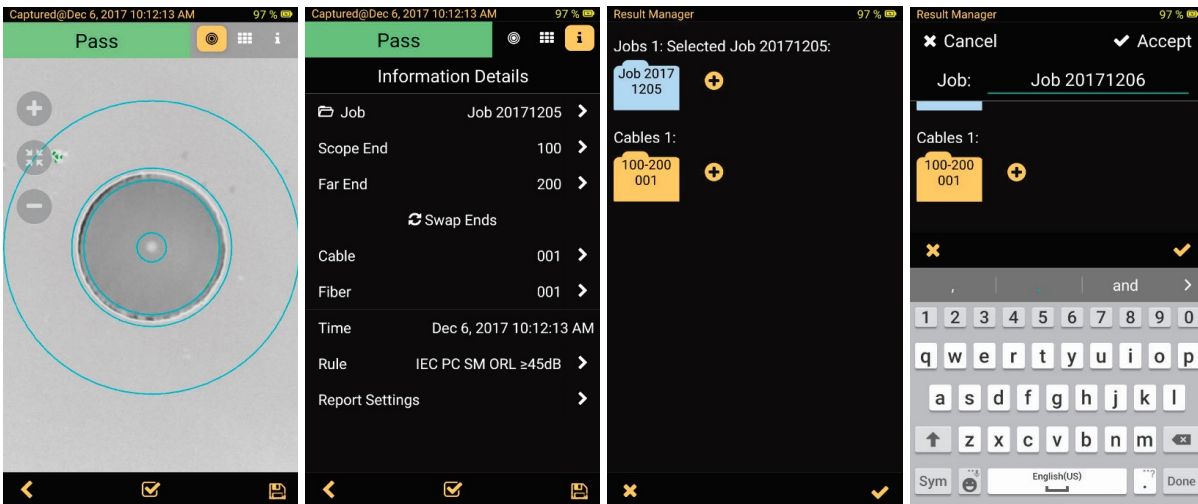 Captured@Dec 6, 2017 10:12:13 AM 97 %
Pass
Captured@Dec 6, 2017 10:12:13 AM 97 %
Pass
Information Details
Job Job 20171205
Scope End 100
Far End 200
Swap Ends
Cable 001
Fiber 001
Time Dec 6, 2017 10:12:13 AM
Rule IEC PC SM ORL ≥45dB
Report Settings
Result Manager 97 %
Jobs 1: Selected Job 20171205:
Job 2017
1205
Cables 1:
100-200
001
Result Manager 97 %
Cancel Accept
Job: Job 20171206
Cables 1:
100-200
001
, . and
1 2 3 4 5 6 7 8 9 0
q w e r t y u i o p
a s d f g h j k l
z x c v b n m
Sym English(US) . Done